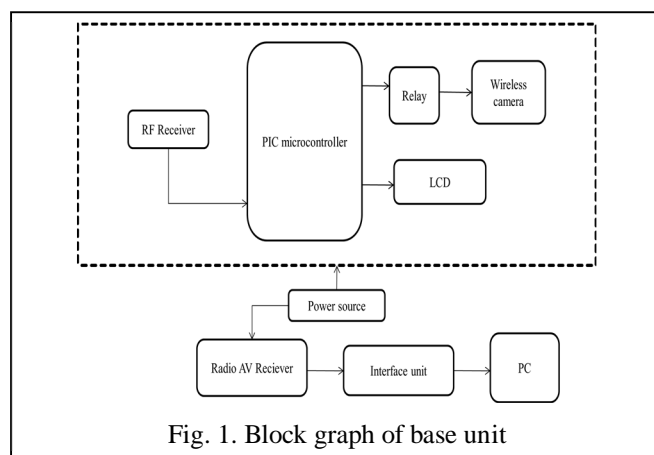 RF Receiver
PIC microcontroller
Relay
Wireless
camera
LCD
Power source
Radio AV Reciever
Interface unit
PC
Fig. 1. Block graph of base unit